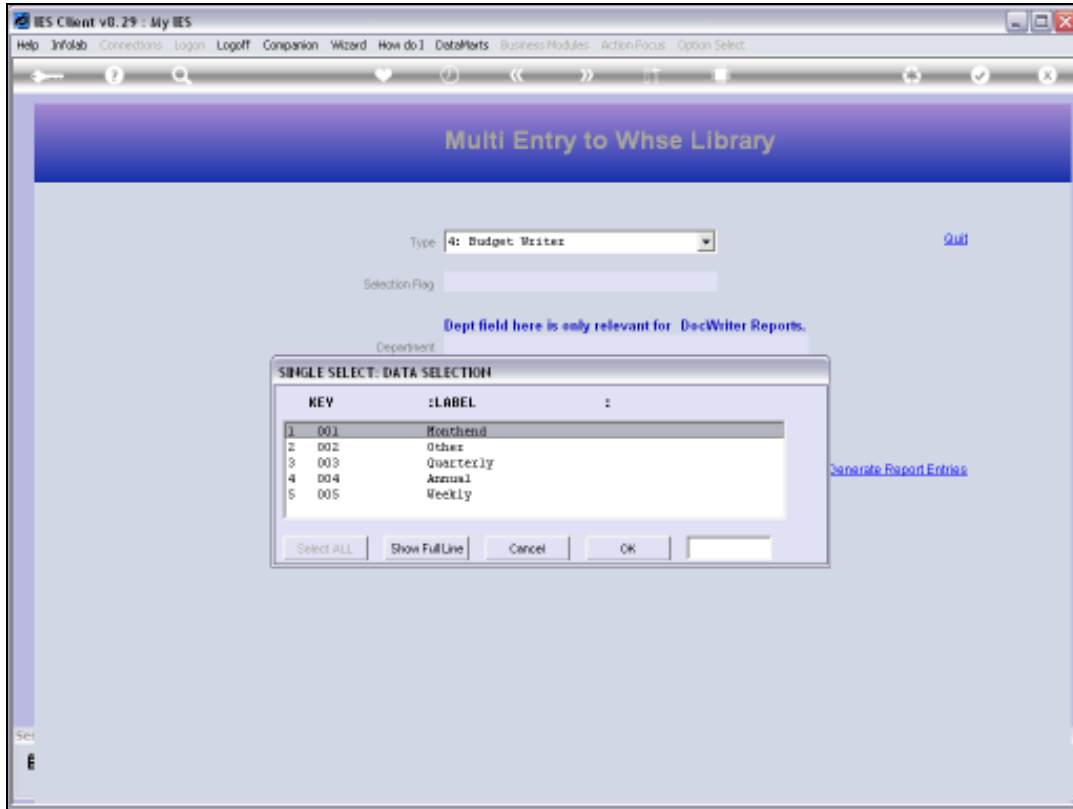 IES Client v8.29 : My IES
Help Infolab Connections Logon Logoff Companion Wizard How do I DataMarts Business Modules Action Focus Option Select
Multi Entry to Whse Library
Type 4: Budget Writer
Quit
Selection Flag
Dept field here is only relevant for DocWriter Reports.
Department
SINGLE SELECT: DATA SELECTION
KEY :LABEL :
1 001 Monthend
2 002 Other
3 003 Quarterly
4 004 Annual
5 005 Weekly
Generate Report Entries
Select ALL Show Full Line Cancel OK
Ses